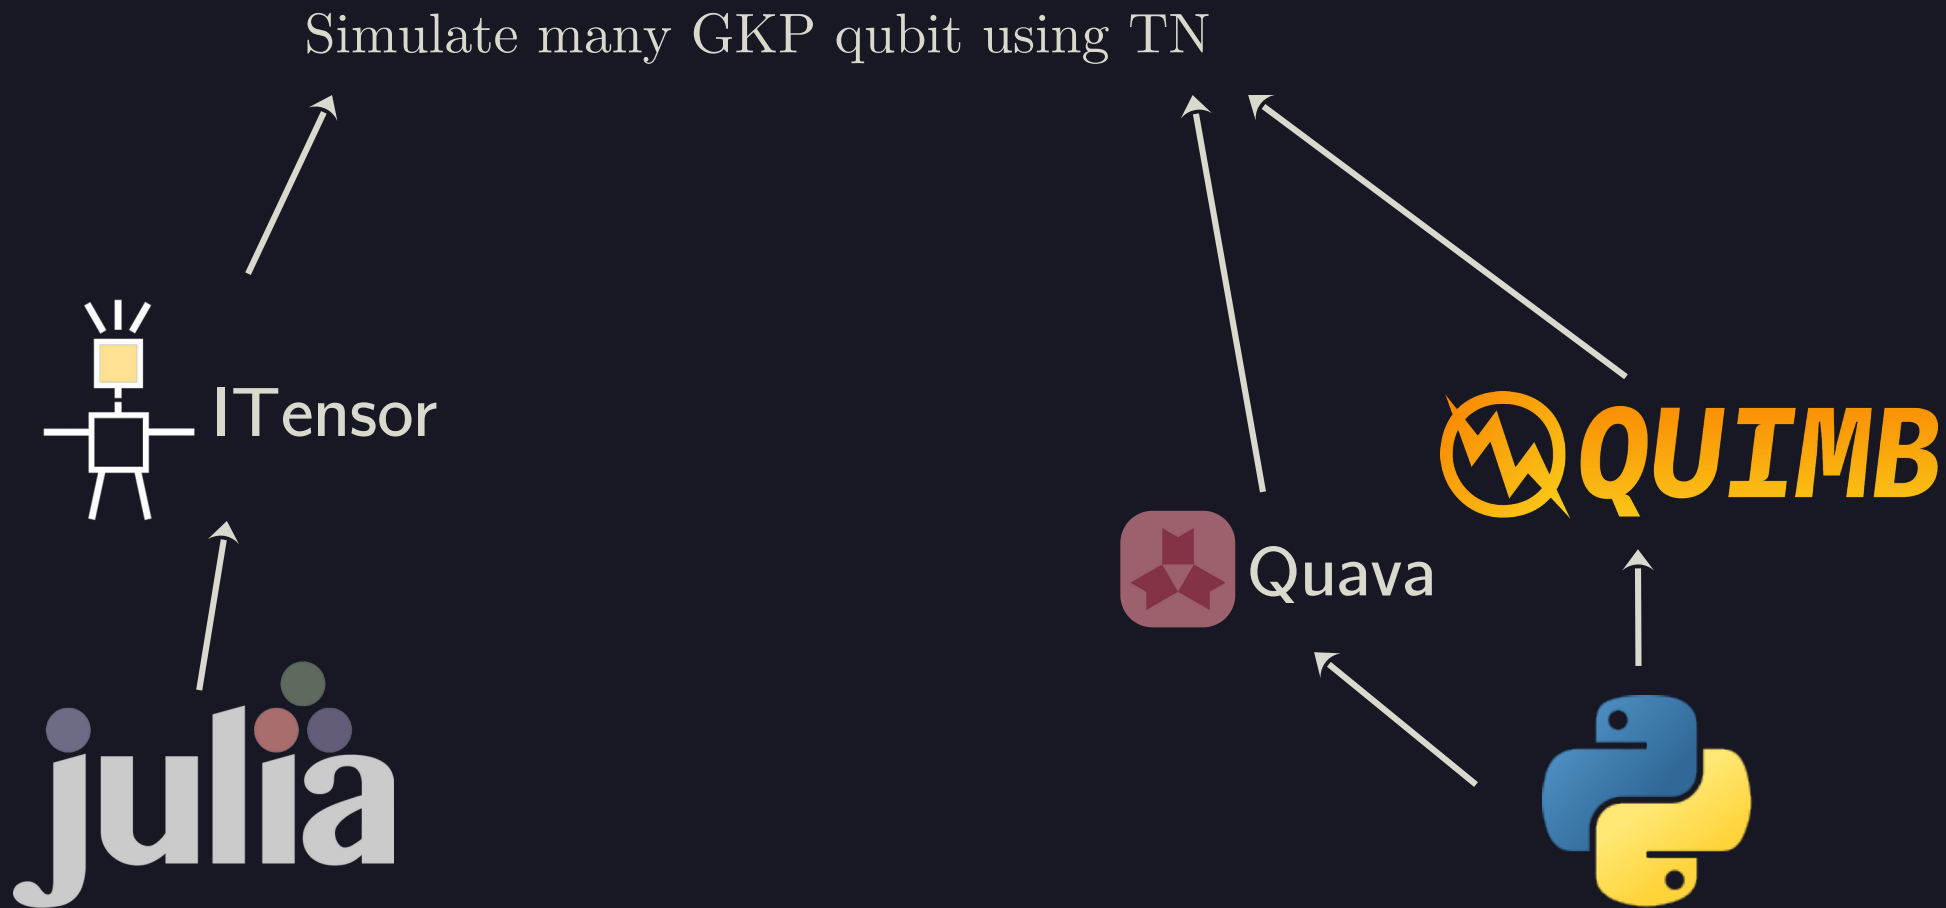 Simulate many GKP qubit using TN
ITensor
QUIMB
Quava
julia